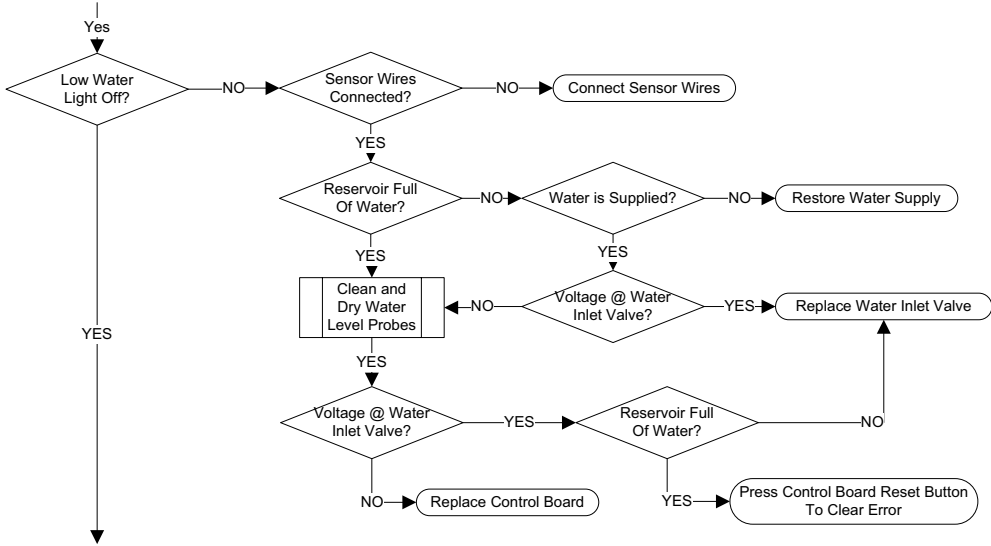 Yes
Low Water
Light Off?
NO
Sensor Wires
Connected?
NO
Connect Sensor Wires
YES
Reservoir Full
Of Water?
NO
Water is Supplied?
NO
Restore Water Supply
YES
YES
Clean and
Dry Water
Level Probes
NO
Voltage @ Water
Inlet Valve?
YES
Replace Water Inlet Valve
YES
YES
Voltage @ Water
Inlet Valve?
YES
Reservoir Full
Of Water?
NO
NO
Replace Control Board
YES
Press Control Board Reset Button
To Clear Error